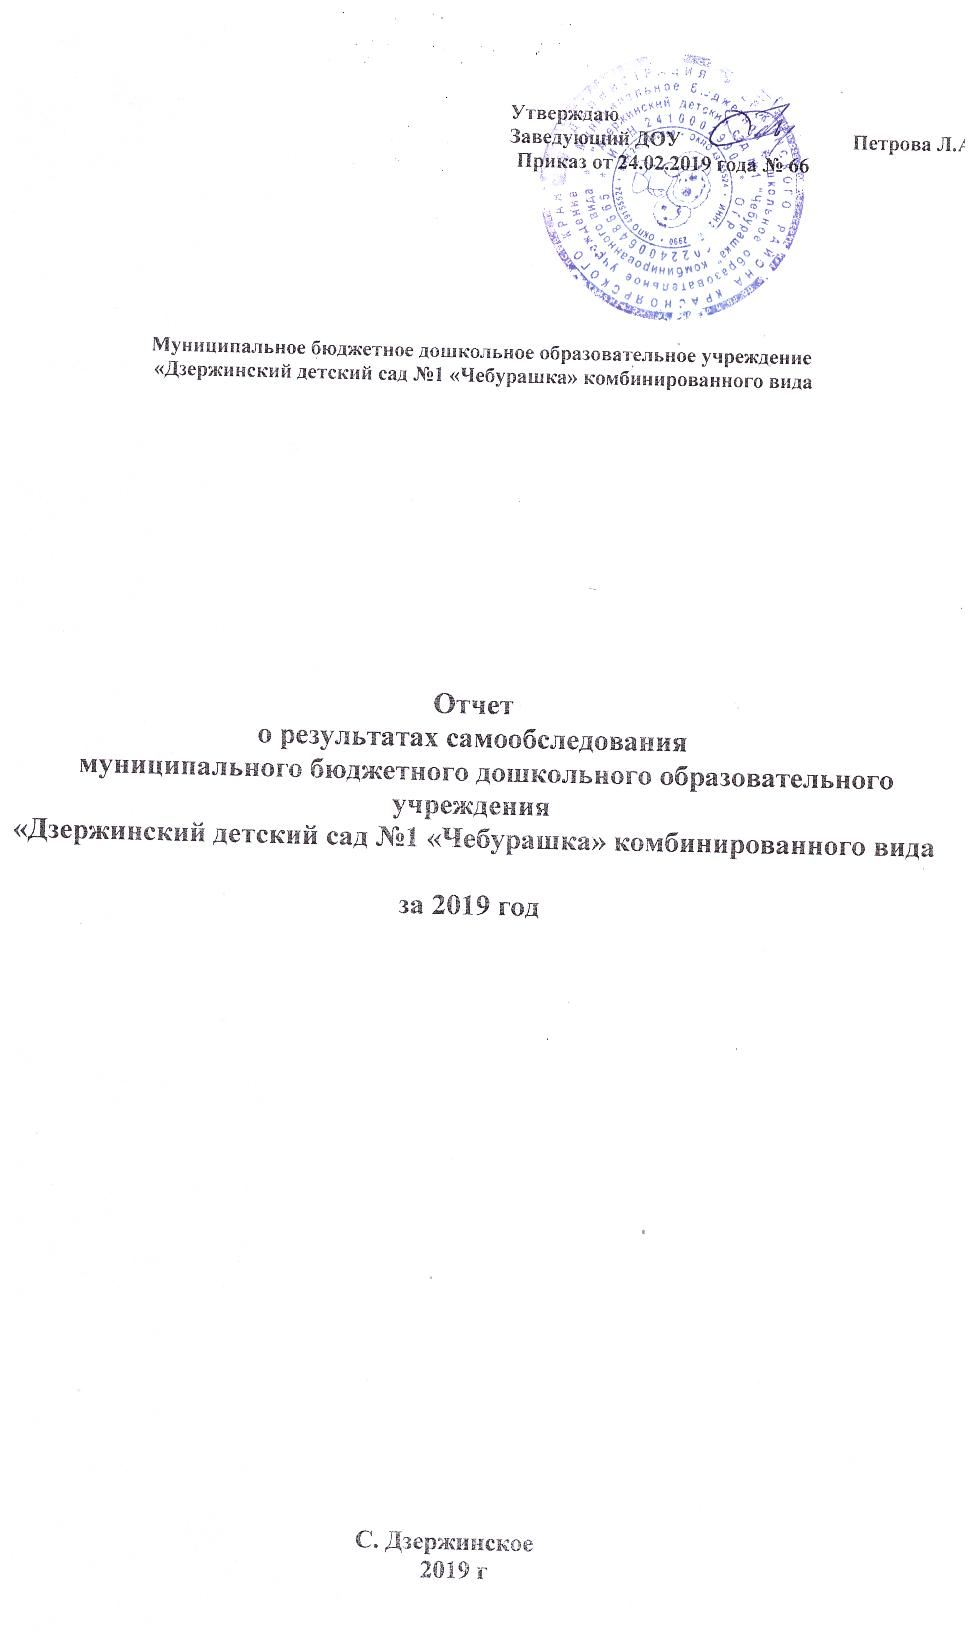 Утверждаю
Заведующий ДОУ Петрова Л.А
Приказ от 24.02.2019 года № 66
Муниципальное бюджетное дошкольное образовательное учреждение
«Дзержинский детский сад №1 «Чебурашка» комбинированного вида
Отчет
о результатах самообследования
муниципального бюджетного дошкольного образовательного
учреждения
«Дзержинский детский сад №1 «Чебурашка» комбинированного вида
за 2019 год
С. Дзержинское
2019 г